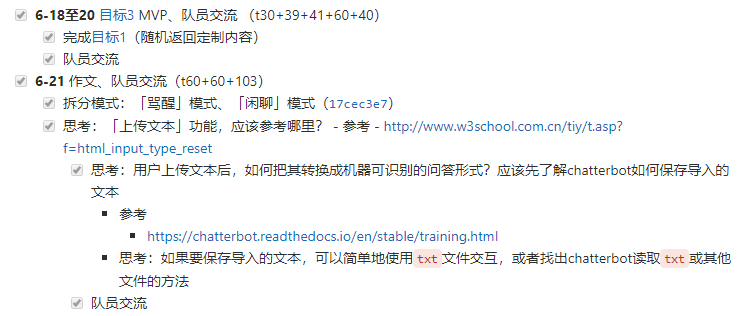 6-18至20 目标3 MVP、队员交流 （t30+39+41+60+40）
完成目标1（随机返回定制内容）
队员交流
6-21 作文、队员交流（t60+60+103）
拆分模式：「骂醒」模式、「闲聊」模式（17cec3e7）
思考：「上传文本」功能，应该参考哪里？ - 参考 - http://www.w3school.com.cn/tiy/t.asp?
f=html_input_type_reset
思考：用户上传文本后，如何把其转换成机器可识别的问答形式？应该先了解chatterbot如何保存导入的
文本
参考
https://chatterbot.readthedocs.io/en/stable/training.html
思考：如果要保存导入的文本，可以简单地使用 txt 文件交互，或者找出chatterbot读取 txt 或其他
文件的方法
队员交流